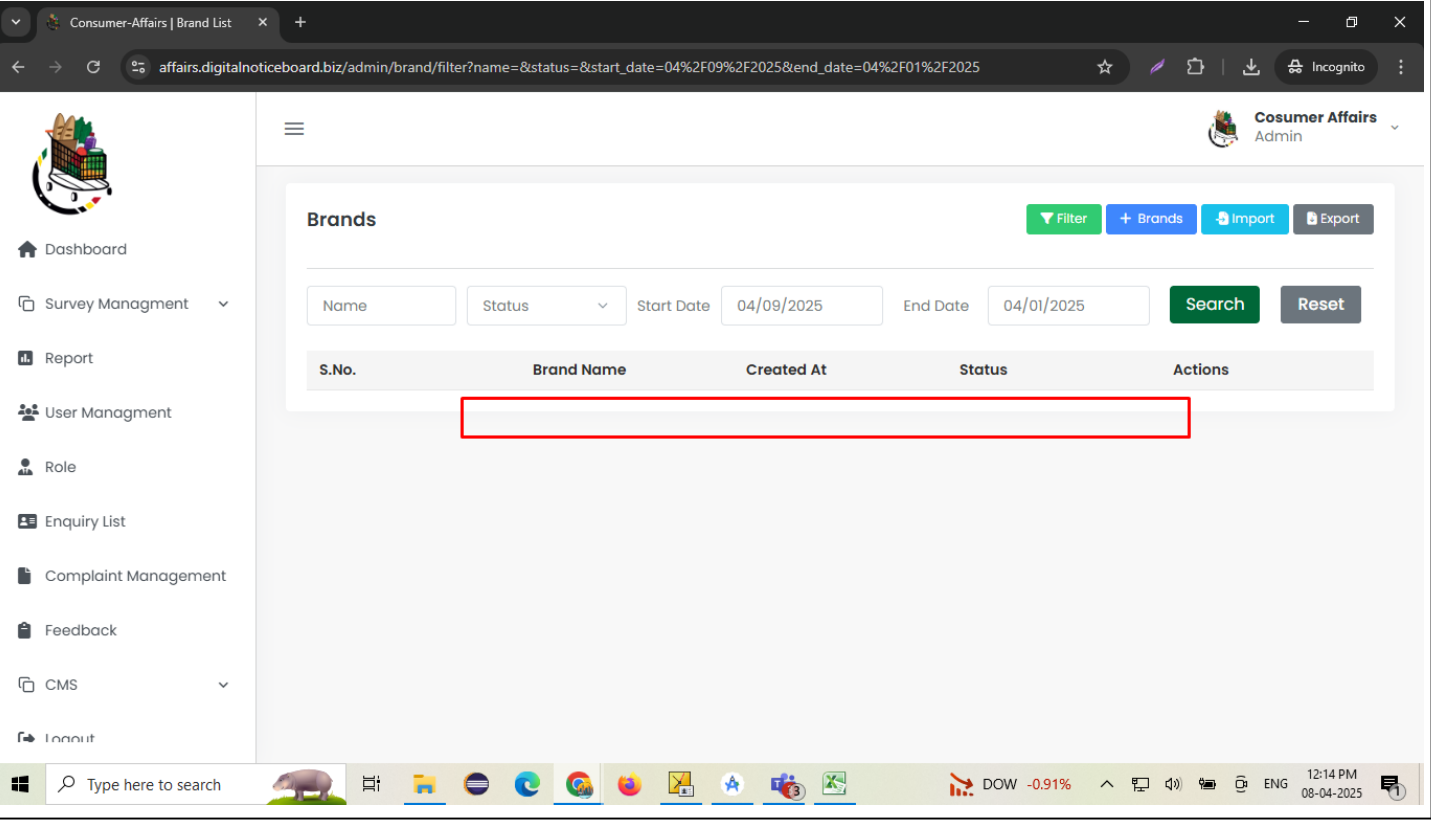 Consumer-Affairs | Brand List
affairs.digitalnoticeboard.biz/admin/brand/filter?name=&status=&start_date=04%2F09%2F2025&end_date=04%2F01%2F2025
Incognito
Cosumer Affairs
Admin
Dashboard
Survey Managment
Report
User Managment
Role
Enquiry List
Complaint Management
Feedback
CMS
Logout
Brands
Filter
+ Brands
Import
Export
Name
Status
Start Date
04/09/2025
End Date
04/01/2025
Search
Reset
S.No. Brand Name Created At Status Actions
Type here to search
3
DOW -0.91%
ENG
12:14 PM
08-04-2025
1